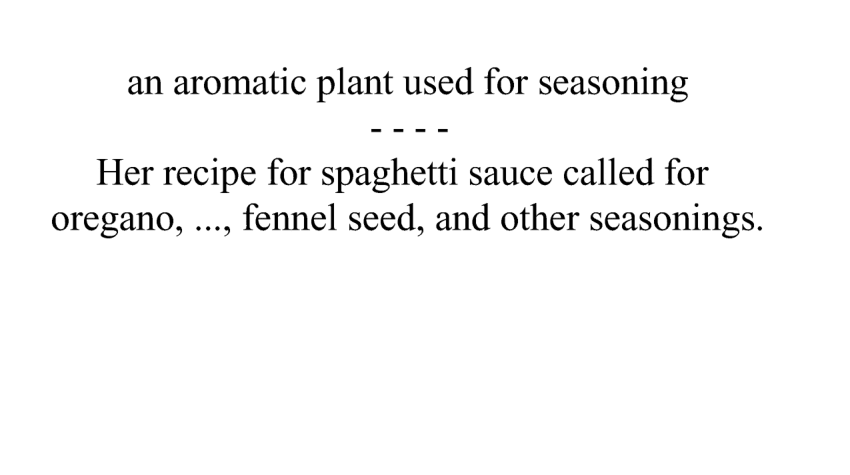 an aromatic plant used for seasoning
- - - -
Her recipe for spaghetti sauce called for
oregano, ..., fennel seed, and other seasonings.